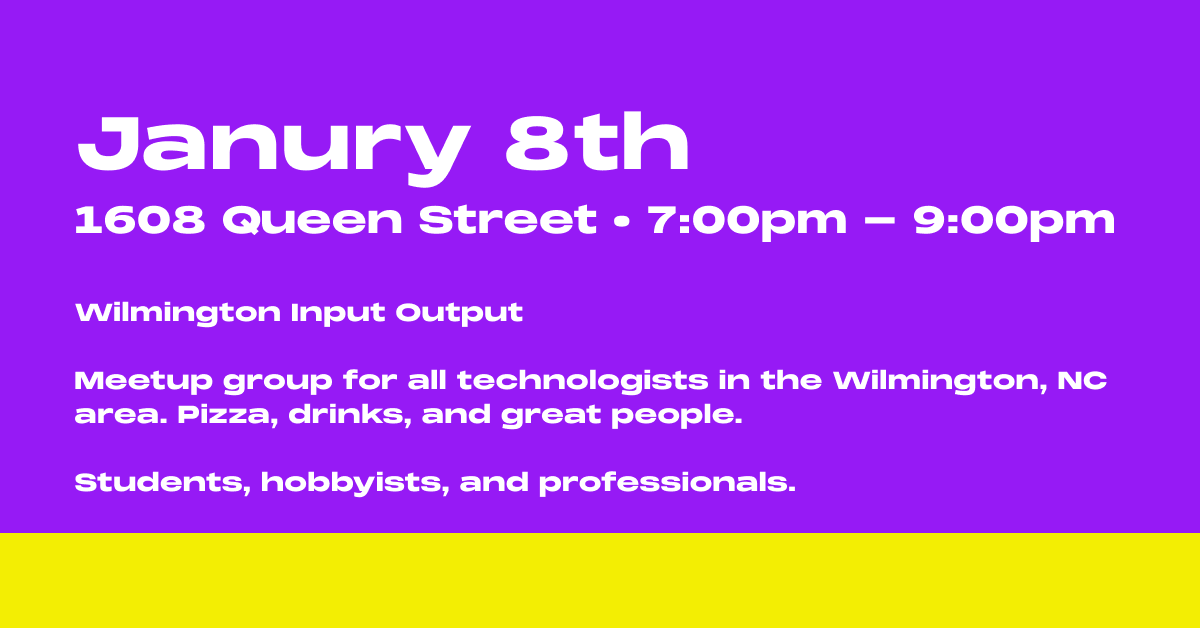 Janury 8th
1608 Queen Street • 7:00pm – 9:00pm
Wilmington Input Output
Meetup group for all technologists in the Wilmington, NC
area. Pizza, drinks, and great people.
Students, hobbyists, and professionals.